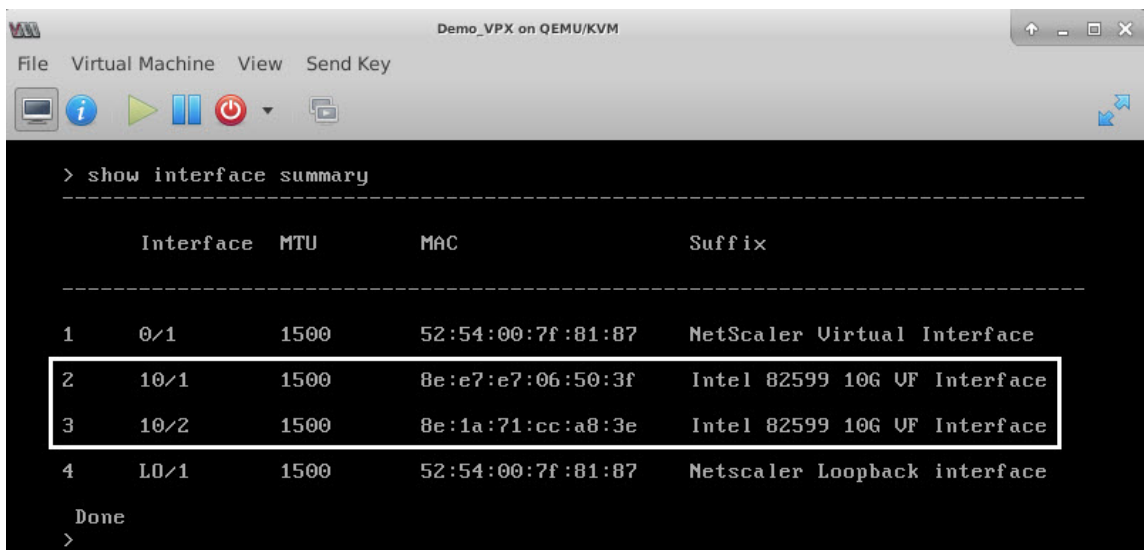 Demo_VPX on QEMU/KVM
File Virtual Machine View Send Key
> show interface summary
--------------------------------------------------------------------------------
Interface MTU MAC Suffix
--------------------------------------------------------------------------------
1 0/1 1500 52:54:00:7f:81:87 NetScaler Virtual Interface
2 10/1 1500 8e:e7:e7:06:50:3f Intel 82599 10G VF Interface
3 10/2 1500 8e:1a:71:cc:a8:3e Intel 82599 10G VF Interface
4 LO/1 1500 52:54:00:7f:81:87 Netscaler Loopback interface
Done
>